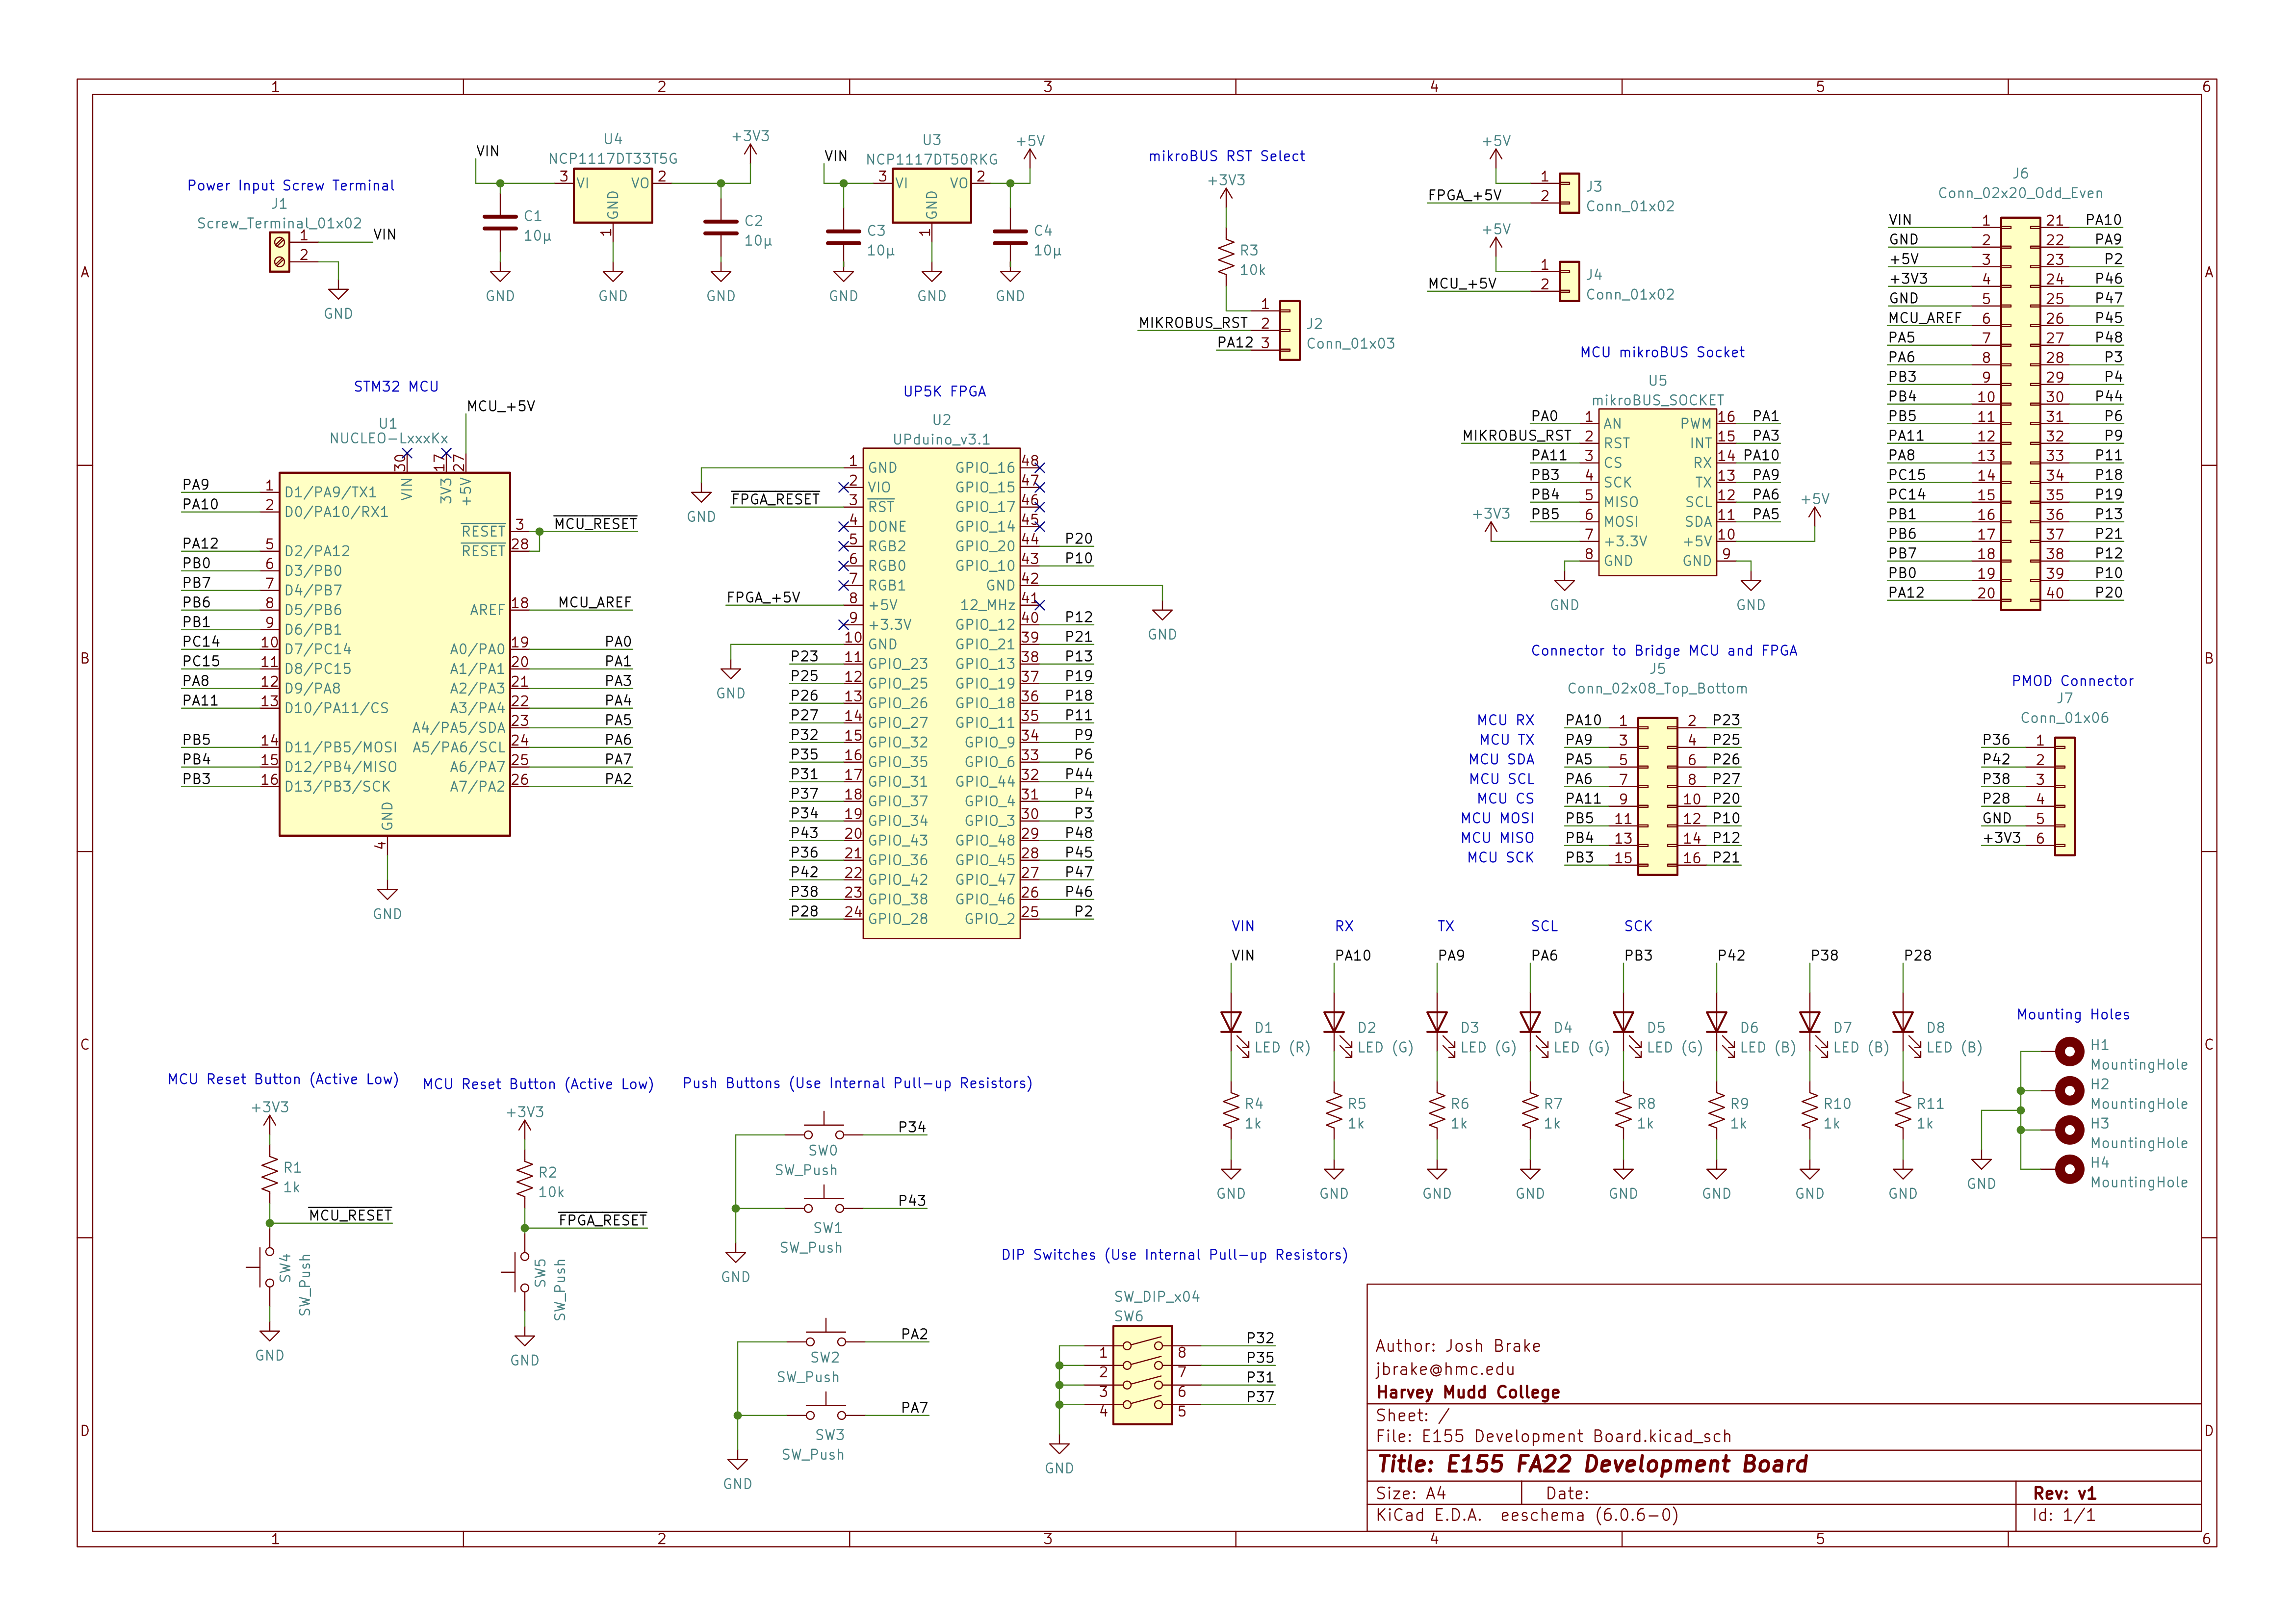 1 2 3 4 5 6
A
B
C
D
Power Input Screw Terminal
J1
Screw_Terminal_01x02
1 VIN
2
GND
VIN
U4
NCP1117DT33T5G
+3V3
3 VI VO 2
GND
1
C1
10µ
C2
10µ
GND GND GND
VIN
U3
NCP1117DT50RKG
+5V
3 VI VO 2
GND
1
C3
10µ
C4
10µ
GND GND GND
mikroBUS RST Select
+3V3
R3
10k
1
MIKROBUS_RST 2
PA12 3
J2
Conn_01x03
+5V
1
FPGA_+5V 2
J3
Conn_01x02
+5V
1
MCU_+5V 2
J4
Conn_01x02
J6
Conn_02x20_Odd_Even
VIN 1 21 PA10
GND 2 22 PA9
+5V 3 23 P2
+3V3 4 24 P46
GND 5 25 P47
MCU_AREF 6 26 P45
PA5 7 27 P48
PA6 8 28 P3
PB3 9 29 P4
PB4 10 30 P44
PB5 11 31 P6
PA11 12 32 P9
PA8 13 33 P11
PC15 14 34 P18
PC14 15 35 P19
PB1 16 36 P13
PB6 17 37 P21
PB7 18 38 P12
PB0 19 39 P10
PA12 20 40 P20
STM32 MCU
MCU_+5V
U1
NUCLEO-LxxxKx
30 17 27
VIN 3V3 +5V
PA9 1 D1/PA9/TX1
PA10 2 D0/PA10/RX1
RESET 3 MCU_RESET
PA12 5 D2/PA12 RESET 28
PB0 6 D3/PB0
PB7 7 D4/PB7
PB6 8 D5/PB6 AREF 18 MCU_AREF
PB1 9 D6/PB1
PC14 10 D7/PC14 A0/PA0 19 PA0
PC15 11 D8/PC15 A1/PA1 20 PA1
PA8 12 D9/PA8 A2/PA3 21 PA3
PA11 13 D10/PA11/CS A3/PA4 22 PA4
A4/PA5/SDA 23 PA5
PB5 14 D11/PB5/MOSI A5/PA6/SCL 24 PA6
PB4 15 D12/PB4/MISO A6/PA7 25 PA7
PB3 16 D13/PB3/SCK A7/PA2 26 PA2
GND
4
GND
UP5K FPGA
U2
UPduino_v3.1
1 GND GPIO_16 48
2 VIO GPIO_15 47
FPGA_RESET 3 RST GPIO_17 46
GND
4 DONE GPIO_14 45
5 RGB2 GPIO_20 44 P20
6 RGB0 GPIO_10 43 P10
7 RGB1 GND 42
FPGA_+5V 8 +5V 12_MHz 41
9 +3.3V GPIO_12 40 P12
GND
10 GND GPIO_21 39 P21
P23 11 GPIO_23 GPIO_13 38 P13
P25 12 GPIO_25 GPIO_19 37 P19
GND
P26 13 GPIO_26 GPIO_18 36 P18
P27 14 GPIO_27 GPIO_11 35 P11
P32 15 GPIO_32 GPIO_9 34 P9
P35 16 GPIO_35 GPIO_6 33 P6
P31 17 GPIO_31 GPIO_44 32 P44
P37 18 GPIO_37 GPIO_4 31 P4
P34 19 GPIO_34 GPIO_3 30 P3
P43 20 GPIO_43 GPIO_48 29 P48
P36 21 GPIO_36 GPIO_45 28 P45
P42 22 GPIO_42 GPIO_47 27 P47
P38 23 GPIO_38 GPIO_46 26 P46
P28 24 GPIO_28 GPIO_2 25 P2
MCU mikroBUS Socket
U5
mikroBUS_SOCKET
PA0 1 AN PWM 16 PA1
MIKROBUS_RST 2 RST INT 15 PA3
PA11 3 CS RX 14 PA10
PB3 4 SCK TX 13 PA9
PB4 5 MISO SCL 12 PA6
PB5 6 MOSI SDA 11 PA5
+3V3 7 +3.3V +5V 10 +5V
8 GND GND 9
GND GND
Connector to Bridge MCU and FPGA
J5
Conn_02x08_Top_Bottom
MCU RX PA10 1 2 P23
MCU TX PA9 3 4 P25
MCU SDA PA5 5 6 P26
MCU SCL PA6 7 8 P27
MCU CS PA11 9 10 P20
MCU MOSI PB5 11 12 P10
MCU MISO PB4 13 14 P12
MCU SCK PB3 15 16 P21
PMOD Connector
J7
Conn_01x06
P36 1
P42 2
P38 3
P28 4
GND 5
+3V3 6
VIN RX TX SCL SCK
VIN PA10 PA9 PA6 PB3 P42 P38 P28
D1 D2 D3 D4 D5 D6 D7 D8
LED (R) LED (G) LED (G) LED (G) LED (G) LED (B) LED (B) LED (B)
R4 R5 R6 R7 R8 R9 R10 R11
1k 1k 1k 1k 1k 1k 1k 1k
GND GND GND GND GND GND GND GND
Mounting Holes
H1
MountingHole
H2
MountingHole
H3
MountingHole
H4
MountingHole
GND
MCU Reset Button (Active Low)
+3V3
R1
1k
MCU_RESET
SW4
SW_Push
GND
MCU Reset Button (Active Low)
+3V3
R2
10k
FPGA_RESET
SW5
SW_Push
GND
Push Buttons (Use Internal Pull-up Resistors)
P34
SW0
SW_Push
P43
SW1
SW_Push
GND
PA2
SW2
SW_Push
PA7
SW3
SW_Push
GND
DIP Switches (Use Internal Pull-up Resistors)
SW_DIP_x04
SW6
1 8 P32
2 7 P35
3 6 P31
4 5 P37
GND
Author: Josh Brake
jbrake@hmc.edu
Harvey Mudd College
Sheet: /
File: E155 Development Board.kicad_sch
Title: E155 FA22 Development Board
Size: A4 Date: Rev: v1
KiCad E.D.A. eeschema (6.0.6-0) Id: 1/1
A
B
C
D
1 2 3 4 5 6